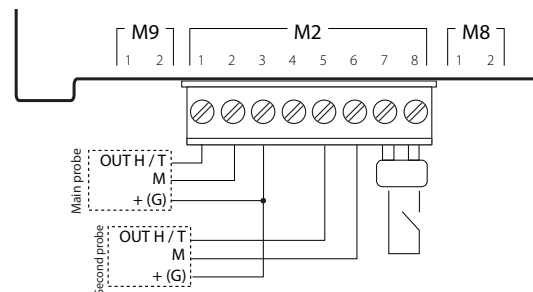 M9 M2 M8
1 2 1 2 3 4 5 6 7 8 1 2
Main probe
OUT H / T
M
+ (G)
Second probe
OUT H / T
M
+ (G)